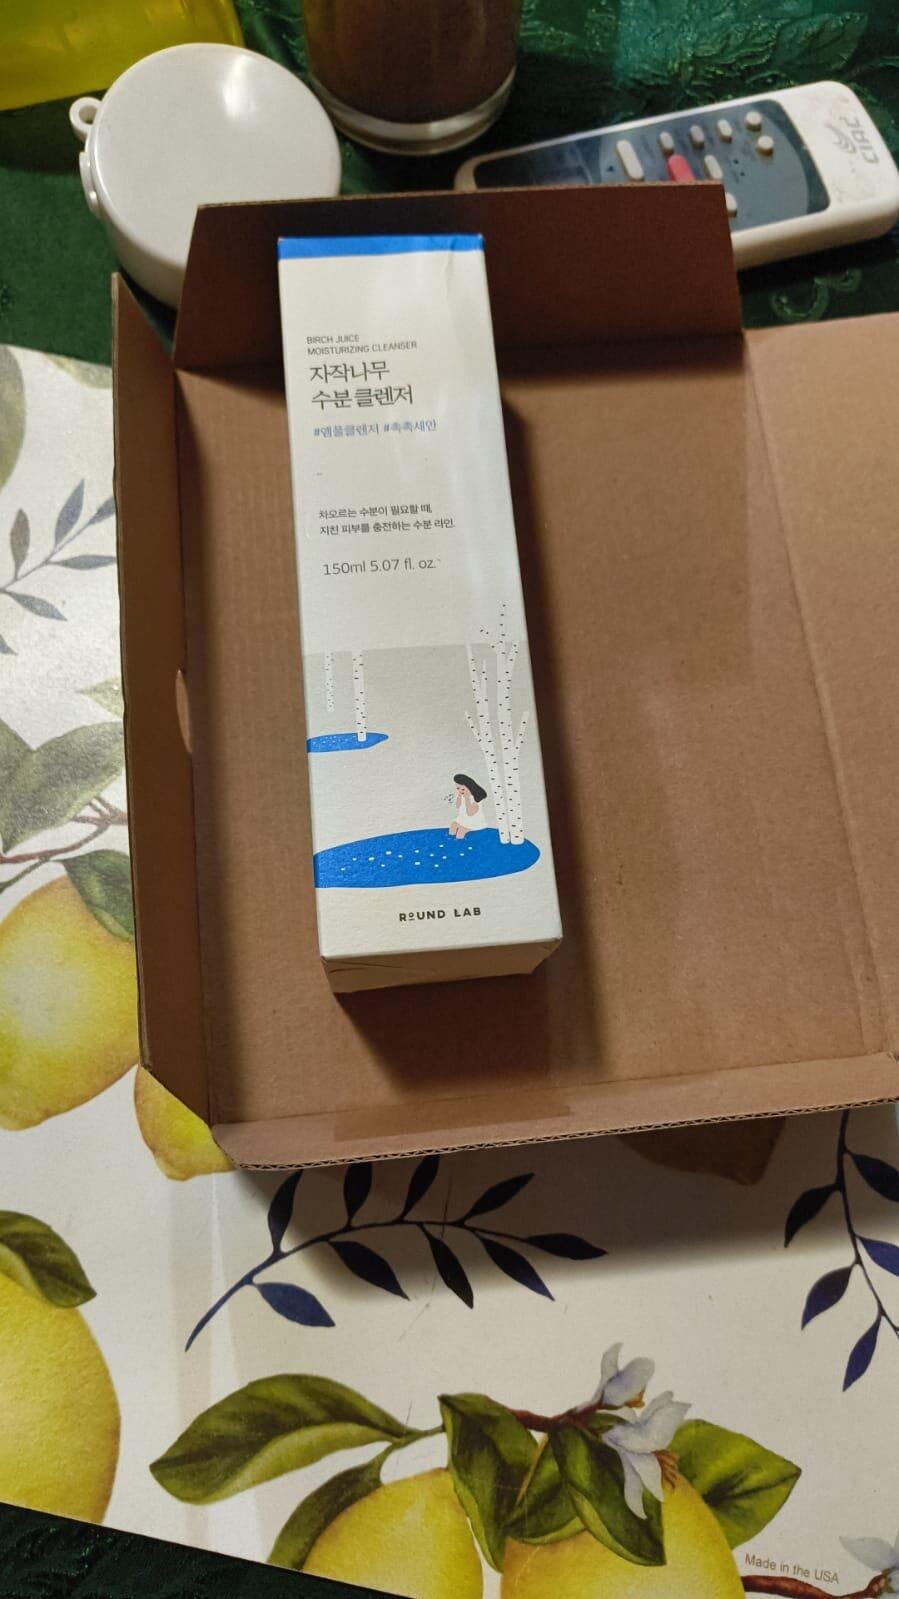 BIRCH JUICE
MOISTURIZING CLEANSER
자작나무
수분 클렌저
#앰플클렌저 #촉촉세안
차오르는 수분이 필요할 때,
지친 피부를 충전하는 수분 라인.
150ml 5.07 fl. oz.
ROUND LAB
Made in the USA